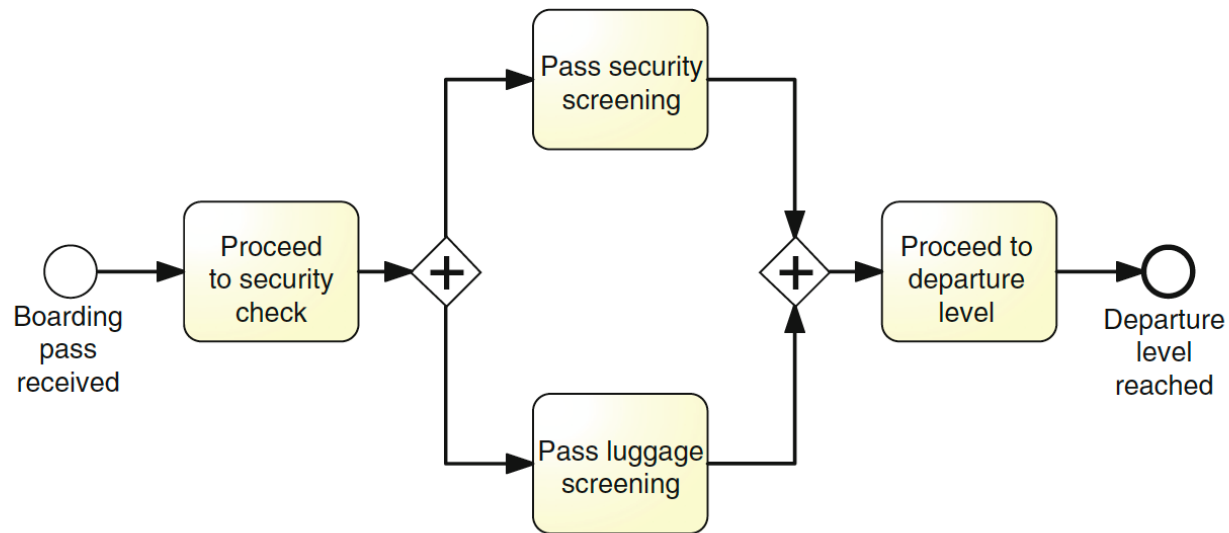 Boarding
pass
received
Proceed
to security
check
Pass security
screening
Pass luggage
screening
Proceed to
departure
level
Departure
level
reached